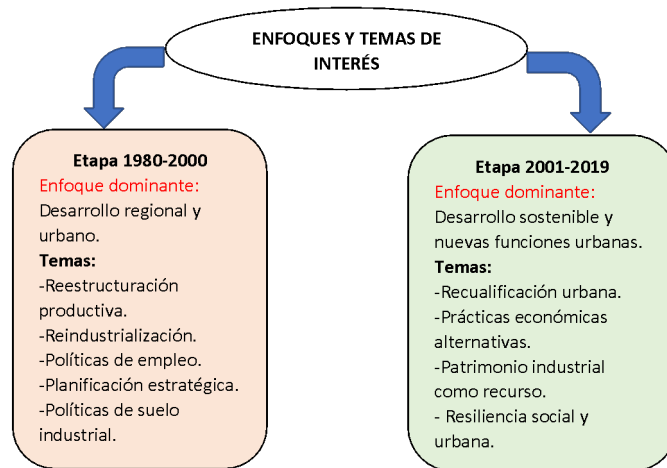 ENFOQUES Y TEMAS DE
INTERÉS
Etapa 1980-2000
Enfoque dominante:
Desarrollo regional y
urbano.
Temas:
-Reestructuración
productiva.
-Reindustrialización.
-Políticas de empleo.
-Planificación estratégica.
-Políticas de suelo
industrial.
Etapa 2001-2019
Enfoque dominante:
Desarrollo sostenible y
nuevas funciones urbanas.
Temas:
-Recualificación urbana.
-Prácticas económicas
alternativas.
-Patrimonio industrial
como recurso.
- Resiliencia social y
urbana.